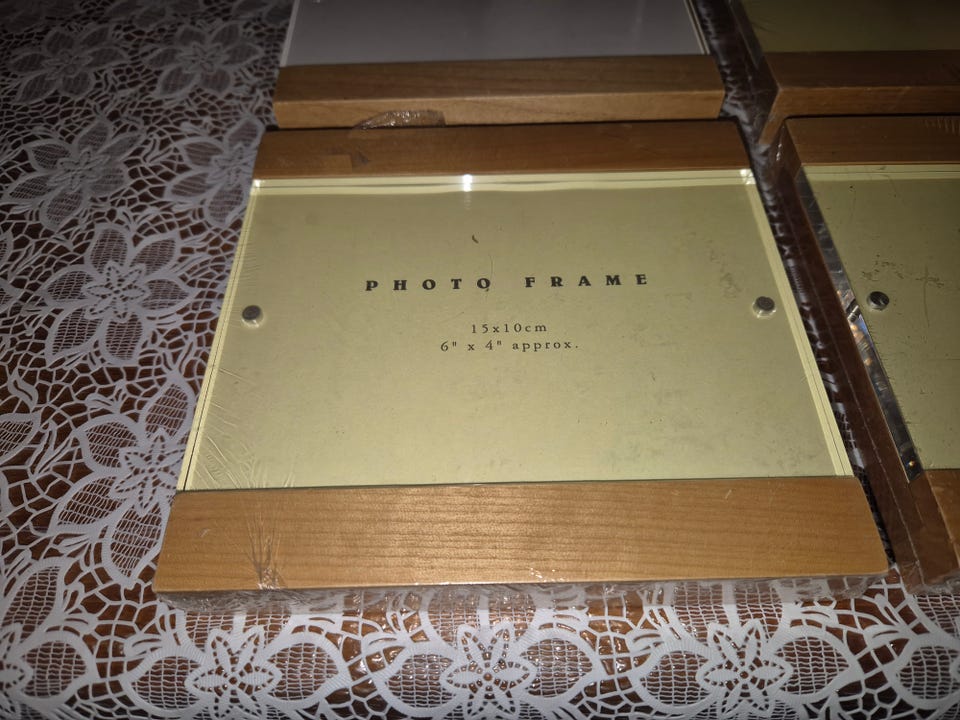 PHOTO FRAME
15x10cm
6" x 4" approx.